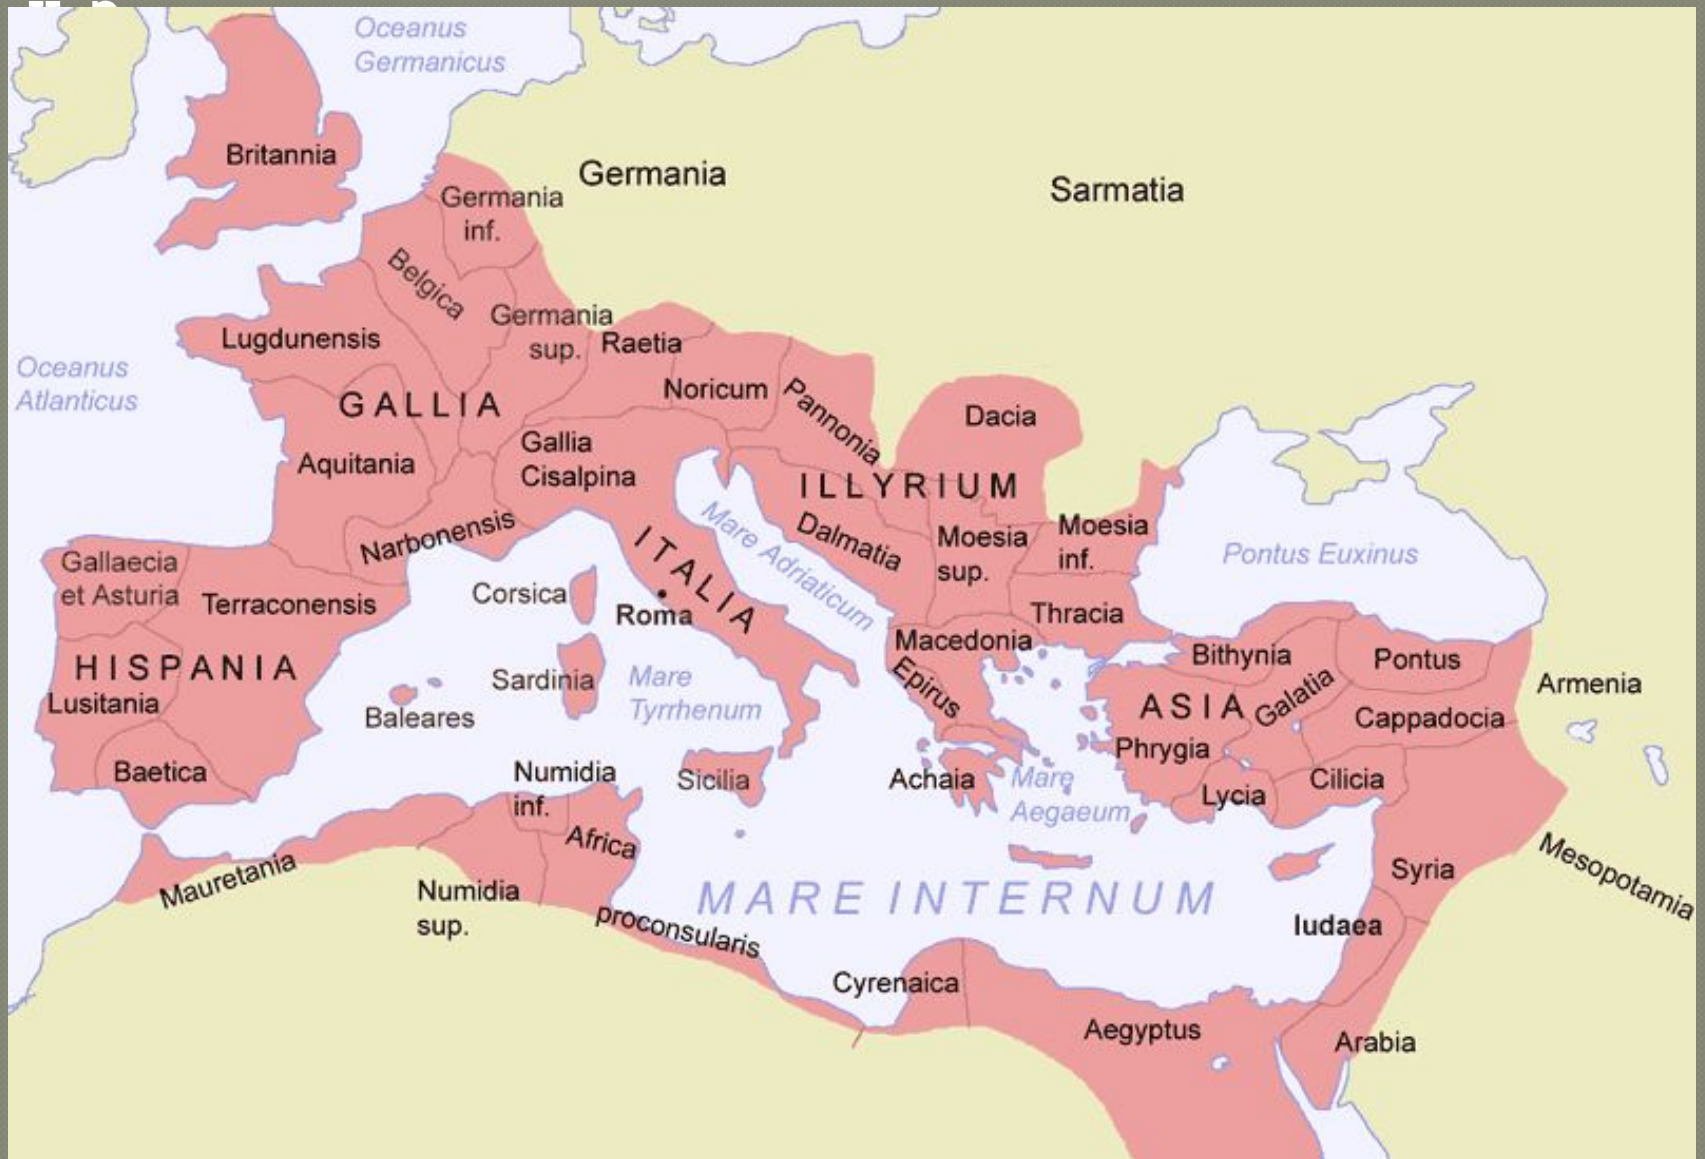 Oceanus
Germanicus
Britannia
Germania
Sarmatia
Germania
inf.
Belgica
Germania
sup.
Lugdunensis
Raetia
Oceanus
Atlanticus
GALLIA
Noricum
Pannonia
Dacia
Aquitania
Gallia
Cisalpina
ILLYRIUM
Narbonensis
Mare Adriaticum
Dalmatia
Moesia
sup.
Moesia
inf.
Pontus Euxinus
Gallaecia
et Asturia
Terraconensis
Corsica
ITALIA
Roma
Thracia
HISPANIA
Lusitania
Sardinia
Mare
Tyrrhenum
Macedonia
Epirus
Bithynia
Pontus
Armenia
Baleares
ASIA
Galatia
Cappadocia
Phrygia
Baetica
Numidia
inf.
Sicilia
Achaia
Mare
Aegaeum
Lycia
Cilicia
Africa
Mauretania
Numidia
sup.
proconsularis
MARE INTERNUM
Syria
Mesopotamia
Iudaea
Cyrenaica
Aegyptus
Arabia